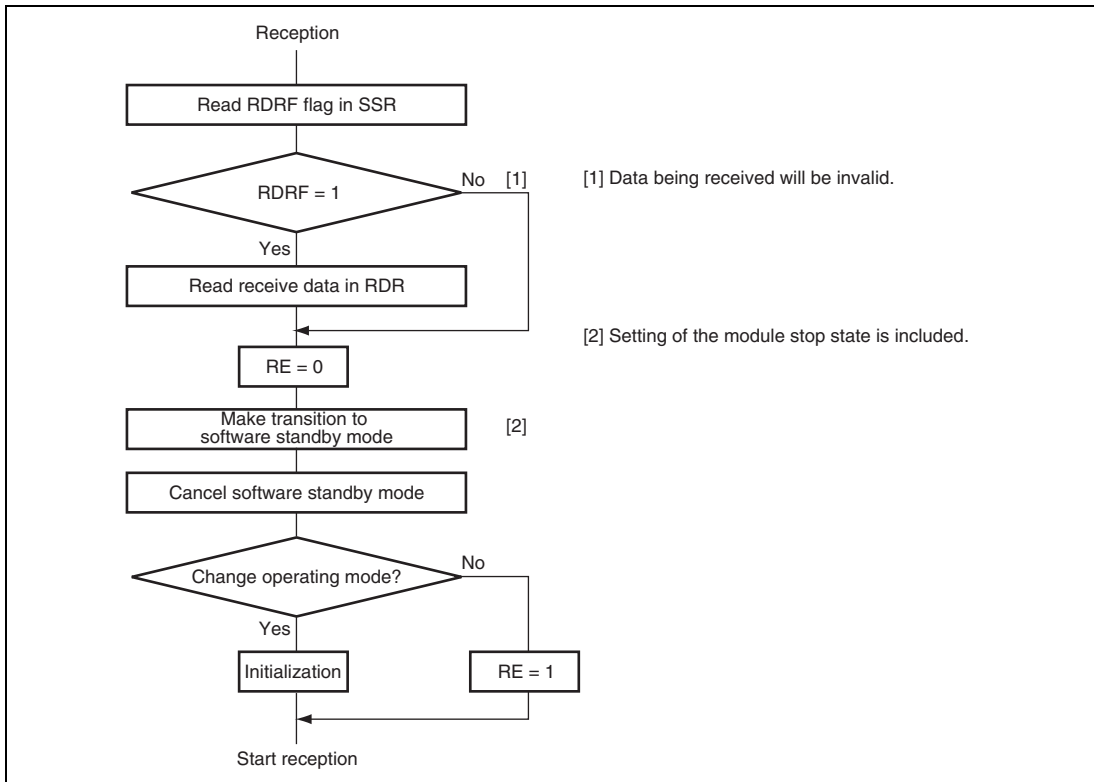 Reception
Read RDRF flag in SSR
RDRF = 1
No [1]
[1] Data being received will be invalid.
Yes
Read receive data in RDR
[2] Setting of the module stop state is included.
RE = 0
Make transition to
software standby mode
[2]
Cancel software standby mode
Change operating mode?
No
Yes
Initialization
RE = 1
Start reception